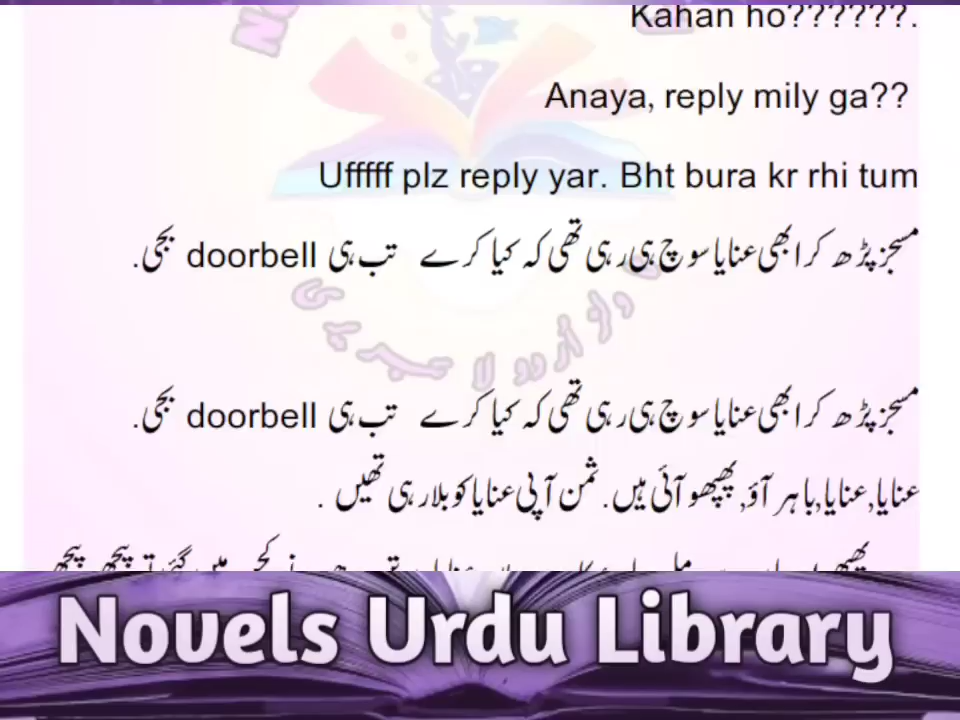 Kahan ho??????.
Anaya, reply mily ga??
Ufffff plz reply yar. Bht bura kr rhi tum
مسجز پڑھ کر ابھی عنایا سوچ ہی رہی تھی کہ کیا کرے تب ہی doorbell بجی.
مسجز پڑھ کر ابھی عنایا سوچ ہی رہی تھی کہ کیا کرے تب ہی doorbell بجی.
عنایا, عنایا, باہر آؤ, پھپھو آئی ہیں. ثمن آپی عنایا کو بلا رہی تھیں .
Novels Urdu Library